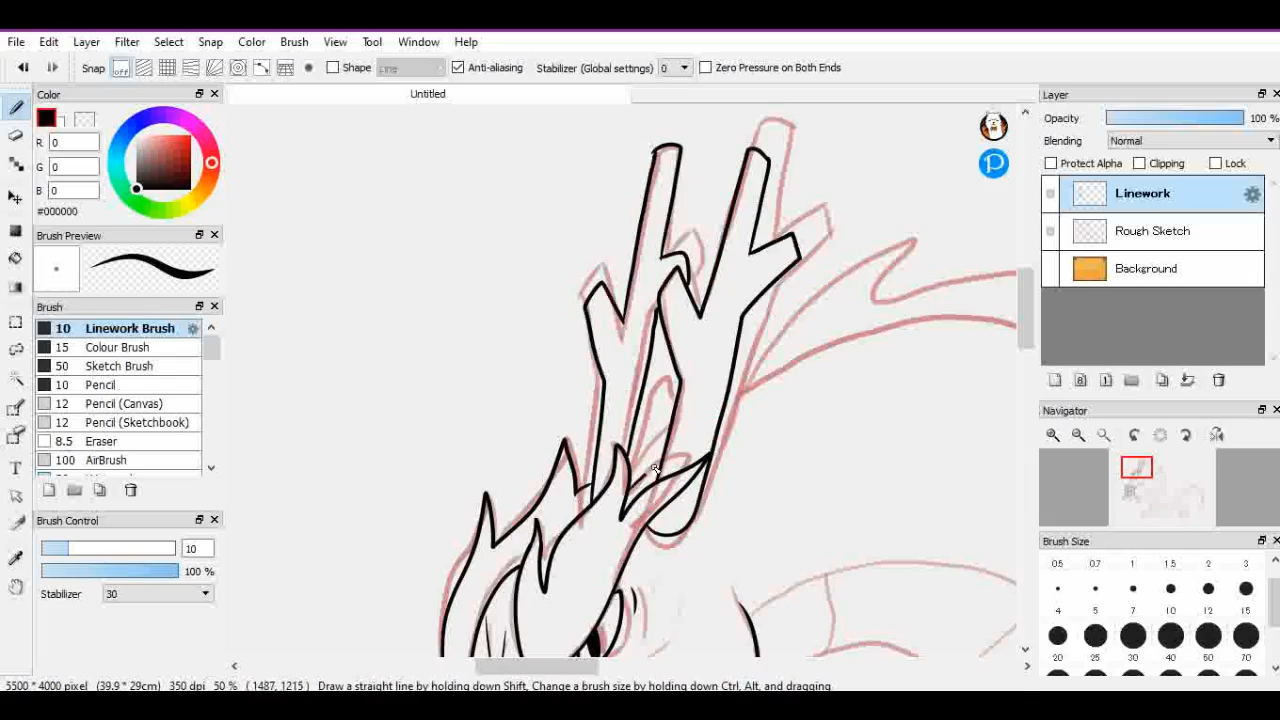 File Edit Layer Filter Select Snap Color Brush View Tool Window Help
Snap off Shape Anti-aliasing Stabilizer (Global settings) 0 Zero Pressure on Both Ends
Color
Untitled
Layer
R 0
G 0
B 0
#000000
Opacity 100 %
Blending Normal
Protect Alpha Clipping Lock
Linework
Rough Sketch
Background
Brush Preview
Brush
10 Linework Brush
15 Colour Brush
50 Sketch Brush
10 Pencil
12 Pencil (Canvas)
12 Pencil (Sketchbook)
8.5 Eraser
100 AirBrush
Navigator
Brush Control
10
100 %
Stabilizer 30
Brush Size
0.5 0.7 1 1.5 2 3
4 5 7 10 12 15
20 25 30 40 50 70
5500 * 4000 pixel (39.9 * 29cm) 350 dpi 50 % ( 1487, 1215 ) Draw a straight line by holding down Shift, Change a brush size by holding down Ctrl, Alt, and dragging